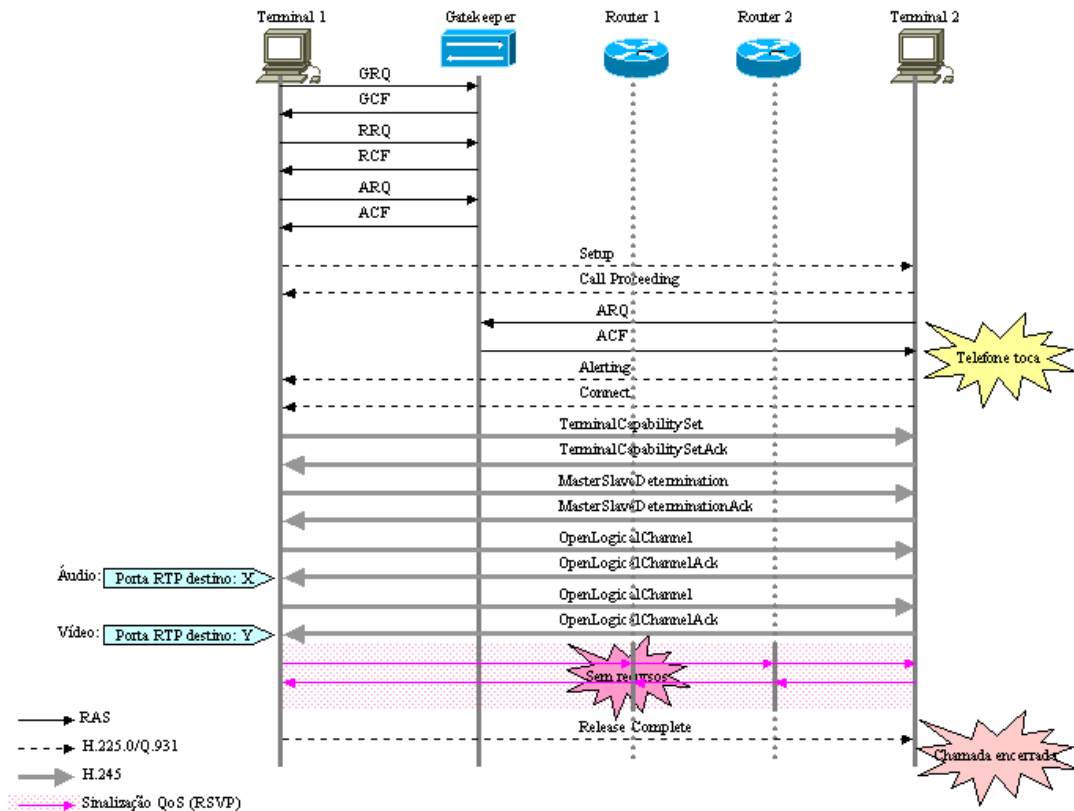 Terminal 1
Gatekeeper
Router 1
Router 2
Terminal 2
GRQ
GCF
RRQ
RCF
ARQ
ACF
Setup
Call Proceeding
ARQ
ACF
Telefone toca
Alerting
Connect
TerminalCapabilitySet
TerminalCapabilitySetAck
MasterSlaveDetermination
MasterSlaveDeterminationAck
OpenLogicalChannel
OpenLogicalChannelAck
Áudio: Porta RTP destino: X
OpenLogicalChannel
OpenLogicalChannelAck
Vídeo: Porta RTP destino: Y
Sem recursos
Release Complete
Chamada encerrada
RAS
H.225.0/Q.931
H.245
Sinalização QoS (RSVP)